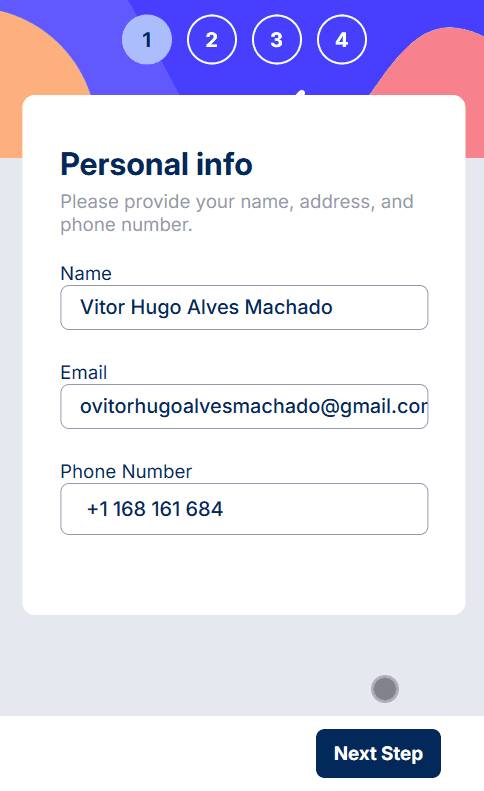 1 2 3 4
Personal info
Please provide your name, address, and
phone number.
Name
Vitor Hugo Alves Machado
Email
ovitorhugoalvesmachado@gmail.cor
Phone Number
+1 168 161 684
Next Step